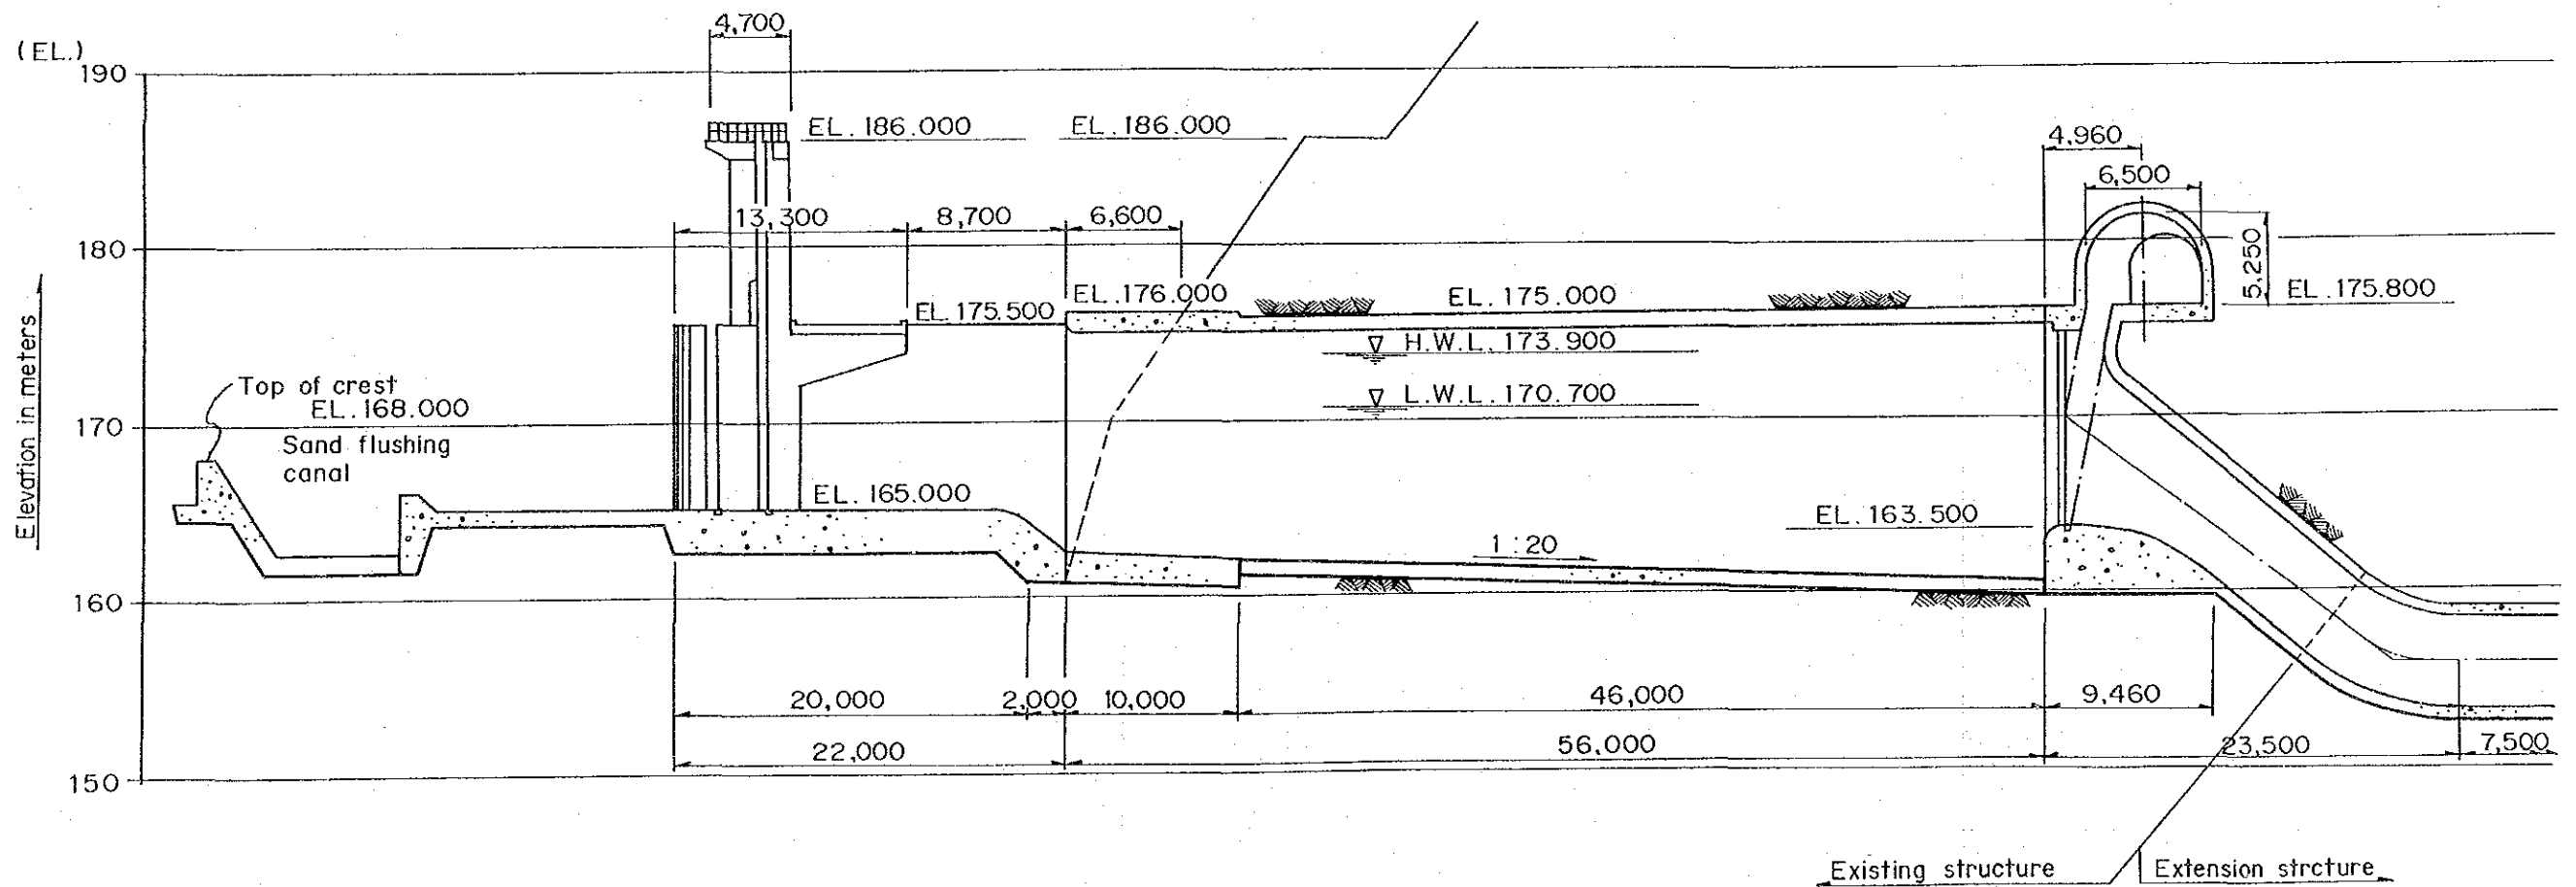 4,700
(EL.)
190
EL.186.000
EL.186.000
4,960
6,500
13,300
8,700
6,600
180
5,250
EL.176.000
EL.175.000
EL.175.800
EL.175.500
H.W.L.173.900
Top of crest
EL.168.000
L.W.L.170.700
170
Sand flushing
canal
Elevation in meters
EL.165.000
EL.163.500
1:20
160
20,000
2,000
10,000
46,000
9,460
22,000
56,000
23,500
7,500
150
Existing structure
Extension strcture